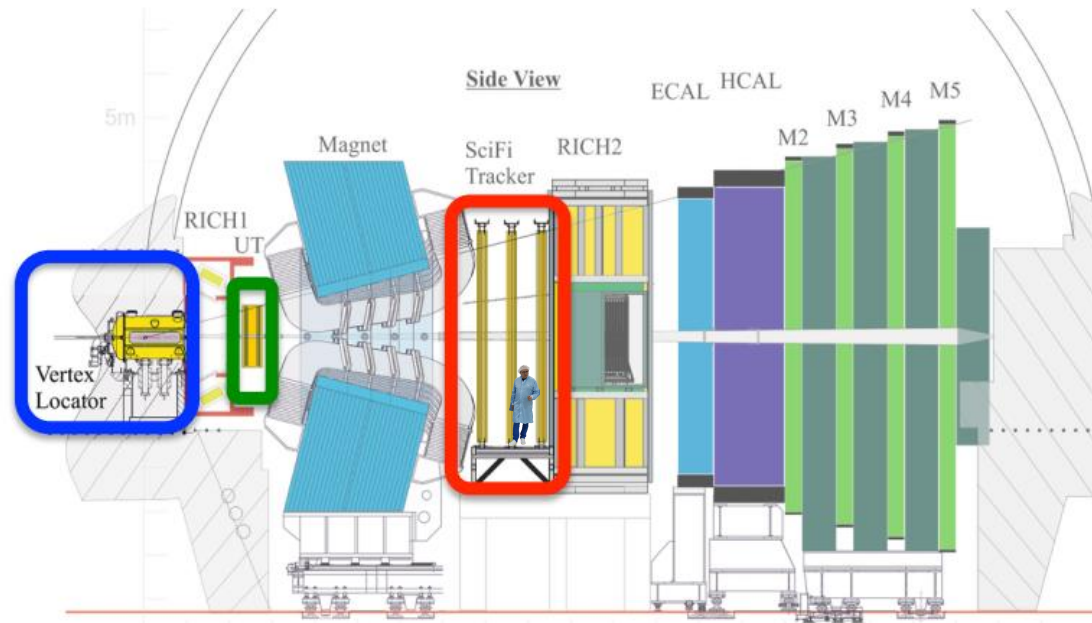 Side View
ECAL
HCAL
M5
M4
M3
M2
5m
Magnet
SciFi
Tracker
RICH2
RICH1
UT
Vertex
Locator